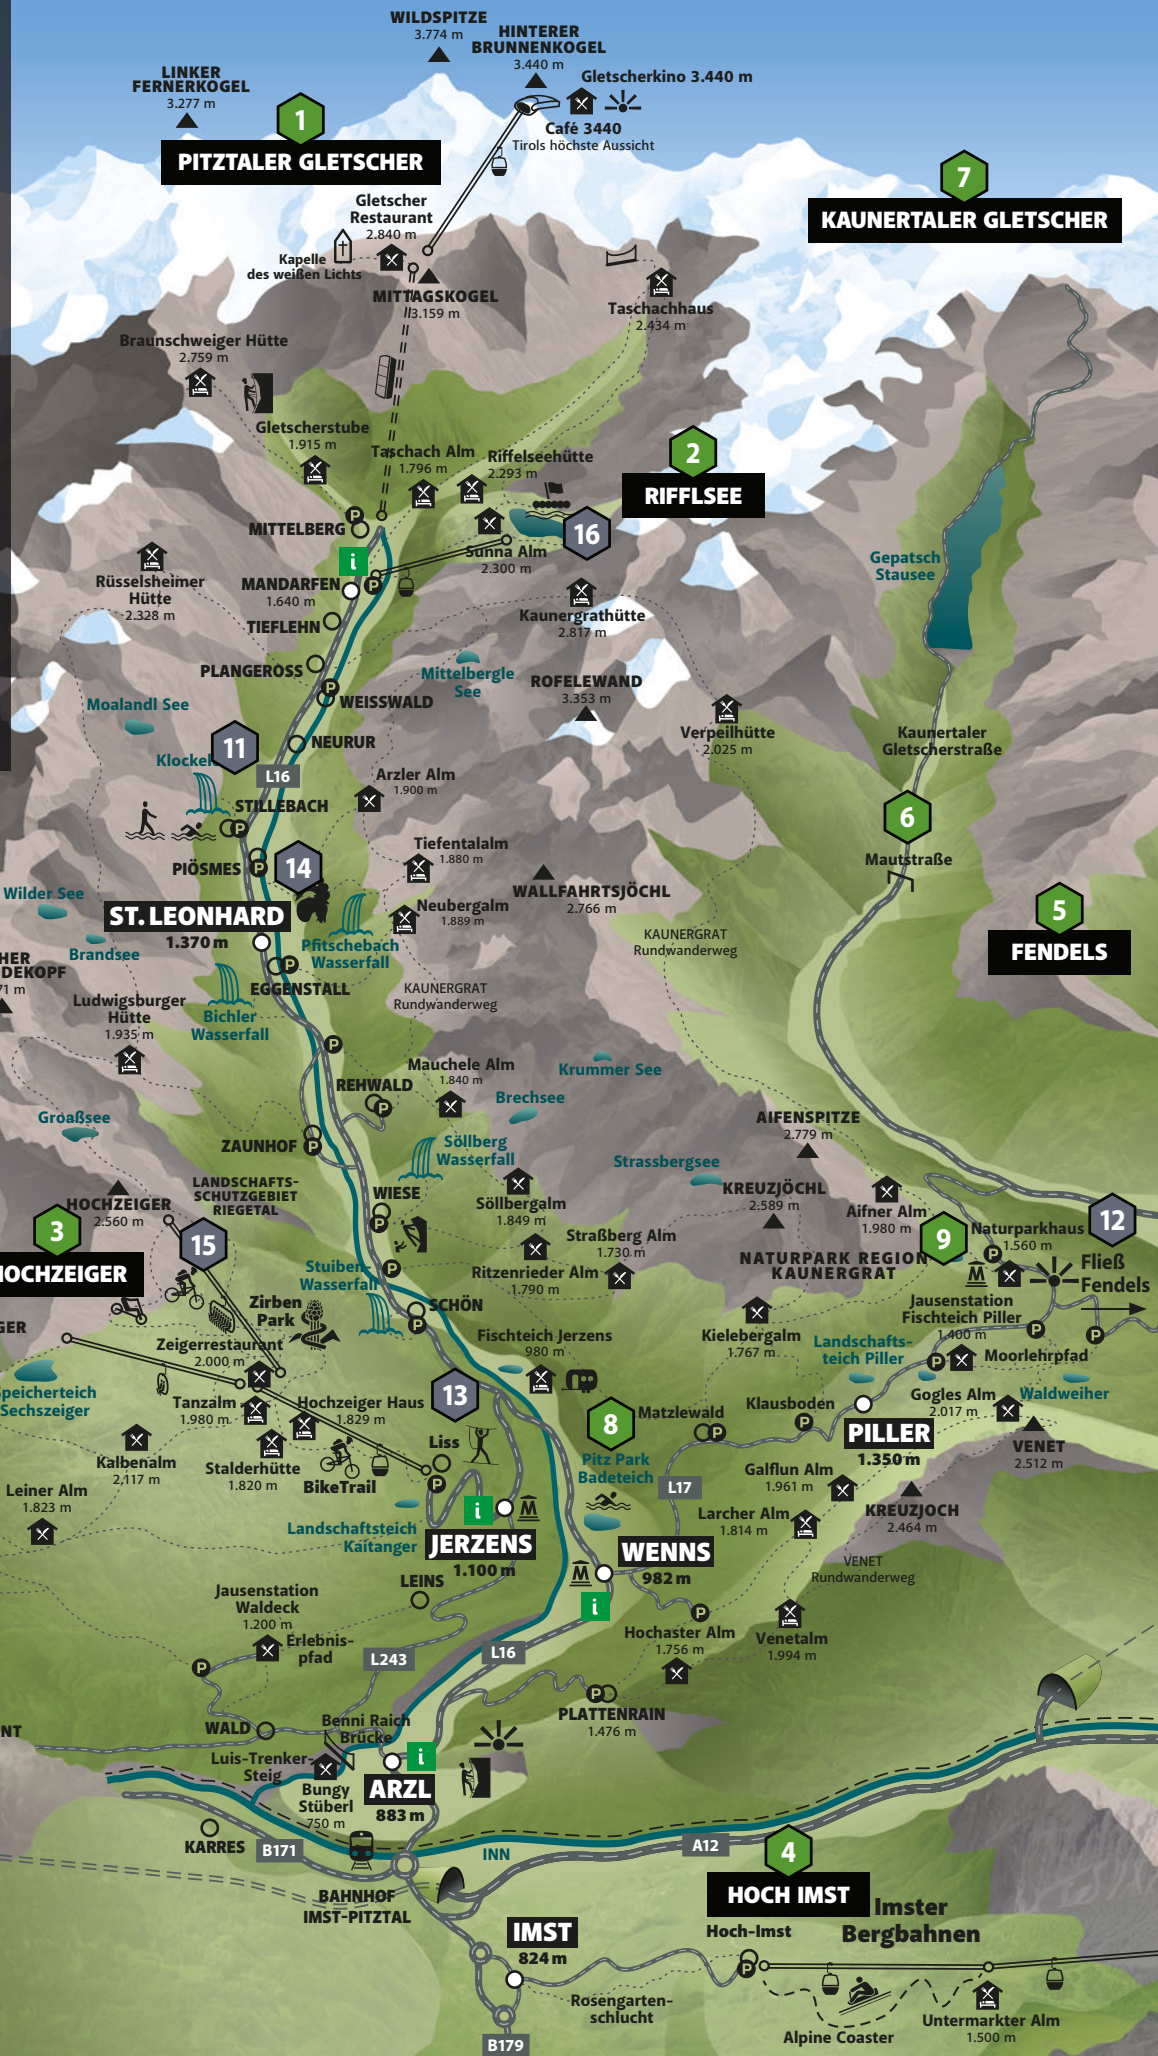 WILDSPITZE
3.774 m
HINTERER
BRUNNENKOGEL
3.440 m
LINKER
FERNERKOGEL
3.277 m
Gletscherkino 3.440 m
1
PITZTALER GLETSCHER
Café 3440
Tirols höchste Aussicht
7
KAUNERTALER GLETSCHER
Gletscher
Restaurant
2.840 m
Kapelle
des weißen Lichts
MITTAGSKOGEL
3.159 m
Taschachhaus
2.434 m
Braunschweiger Hütte
2.759 m
Gletscherstube
1.915 m
Taschach Alm
1.796 m
Riffelseehütte
2.293 m
2
RIFFLSEE
P
MITTELBERG
16
Sunna Alm
2.300 m
i
Gepatsch
Stausee
Rüsselsheimer
Hütte
2.328 m
MANDARFEN
1.640 m
P
TIEFLEHN
Kaunergrathütte
2.817 m
PLANGEROSS
Mittelbergle
See
ROFELEWAND
3.353 m
P
WEISSWALD
Moalandl See
Verpeilhütte
2.025 m
Kaunertaler
Gletscherstraße
11
NEURUR
L16
Arzler Alm
1.900 m
STILLEBACH
P
6
Mautstraße
Tiefentalalm
1.880 m
PIÖSMES
P
14
WALLFAHRTSJÖCHL
2.766 m
Wilder See
ST. LEONHARD
1.370 m
Neubergalm
1.889 m
5
FENDELS
Brandsee
Pfitschebach
Wasserfall
KAUNERGRAT
Rundwanderweg
HER
DEKOPF
71 m
P
EGGENSTALL
Ludwigsburger
Hütte
1.935 m
Bichler
Wasserfall
KAUNERGRAT
Rundwanderweg
P
REHWALD
P
Mauchele Alm
1.840 m
Krummer See
Brechsee
Groaßsee
ZAUNHOF
P
Söllberg
Wasserfall
AIFENSPITZE
2.779 m
Strassbergsee
LANDSCHAFTS-
SCHUTZGEBIET
RIEGETAL
HOCHZEIGER
2.560 m
WIESE
P
Söllbergalm
1.849 m
KREUZJÖCHL
2.589 m
Aifner Alm
1.980 m
12
3
HOCHZEIGER
15
Straßberg Alm
1.730 m
9
Naturparkhaus
1.560 m
P
NATURPARK REGION
KAUNERGRAT
Stuiben-
Wasserfall
P
Ritzenrieder Alm
1.790 m
Fließ
Fendels
Zirben
Park
SCHÖN
P
Jausenstation
Fischteich Piller
1.400 m
P
P
GER
Zeigerrestaurant
2.000 m
Fischteich Jerzens
980 m
Kielebergalm
1.767 m
Landschafts-
teich Piller
P
Moorlehrpfad
Speicherteich
Sechszeiger
Tanzalm
1.980 m
Hochzeiger Haus
1.829 m
13
Gogles Alm
2.017 m
Waldweiher
8
Matzlewald
P
Klausboden
P
PILLER
1.350 m
VENET
2.512 m
Kalbenalm
2.117 m
Stalderhütte
1.820 m
BikeTrail
Liss
P
Pitz Park
Badeteich
L17
Galflun Alm
1.961 m
KREUZJOCH
2.464 m
Leiner Alm
1.823 m
Landschaftsteich
Kaitanger
i
JERZENS
1.100 m
Larcher Alm
1.814 m
WENNS
982 m
i
VENET
Rundwanderweg
LEINS
Jausenstation
Waldeck
1.200 m
P
Hochaster Alm
1.756 m
Venetalm
1.994 m
Erlebnis-
pfad
P
L243
L16
P
PLATTENRAIN
1.476 m
NT
WALD
Benni Raich
Brücke
Luis-Trenker-
Steig
i
ARZL
883 m
Bungy
Stüberl
750 m
KARRES
B171
INN
A12
4
HOCH IMST
BAHNHOF
IMST-PITZTAL
IMST
824 m
Hoch-Imst
P
Imster
Bergbahnen
Rosengarten-
schlucht
Alpine Coaster
Untermarkter Alm
1.500 m
B179